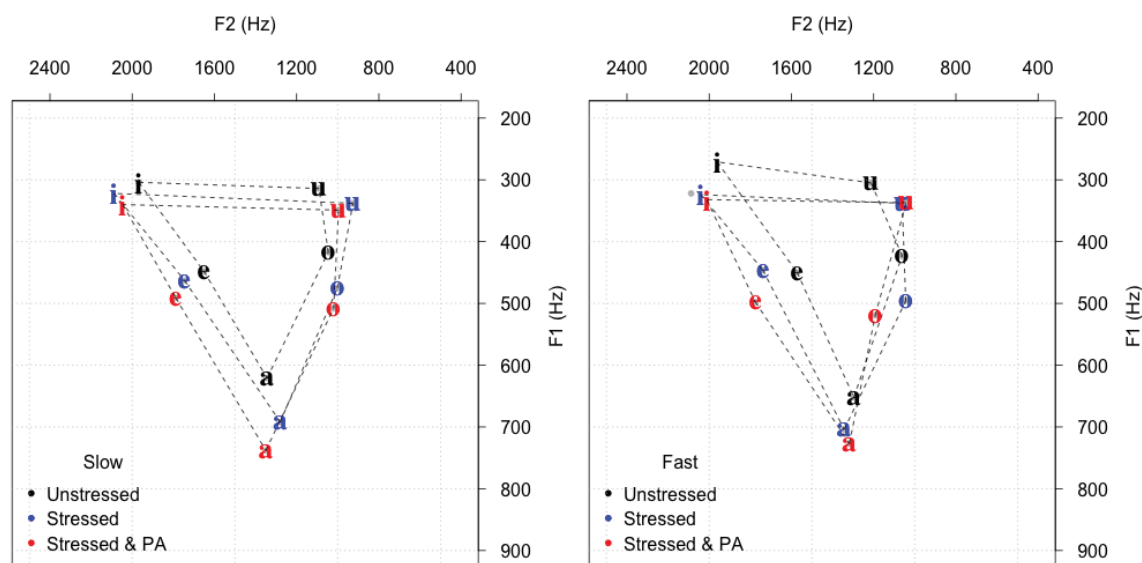 F2 (Hz)
2400 2000 1600 1200 800 400
200
300
400
500
600
700
800
900
F1 (Hz)
i u
i u
i u
e o
e o
e o
a
a
a
Slow
Unstressed
Stressed
Stressed & PA
F2 (Hz)
2400 2000 1600 1200 800 400
200
300
400
500
600
700
800
900
F1 (Hz)
i u
i u
i u
e o
e o
e o
a
a
a
Fast
Unstressed
Stressed
Stressed & PA